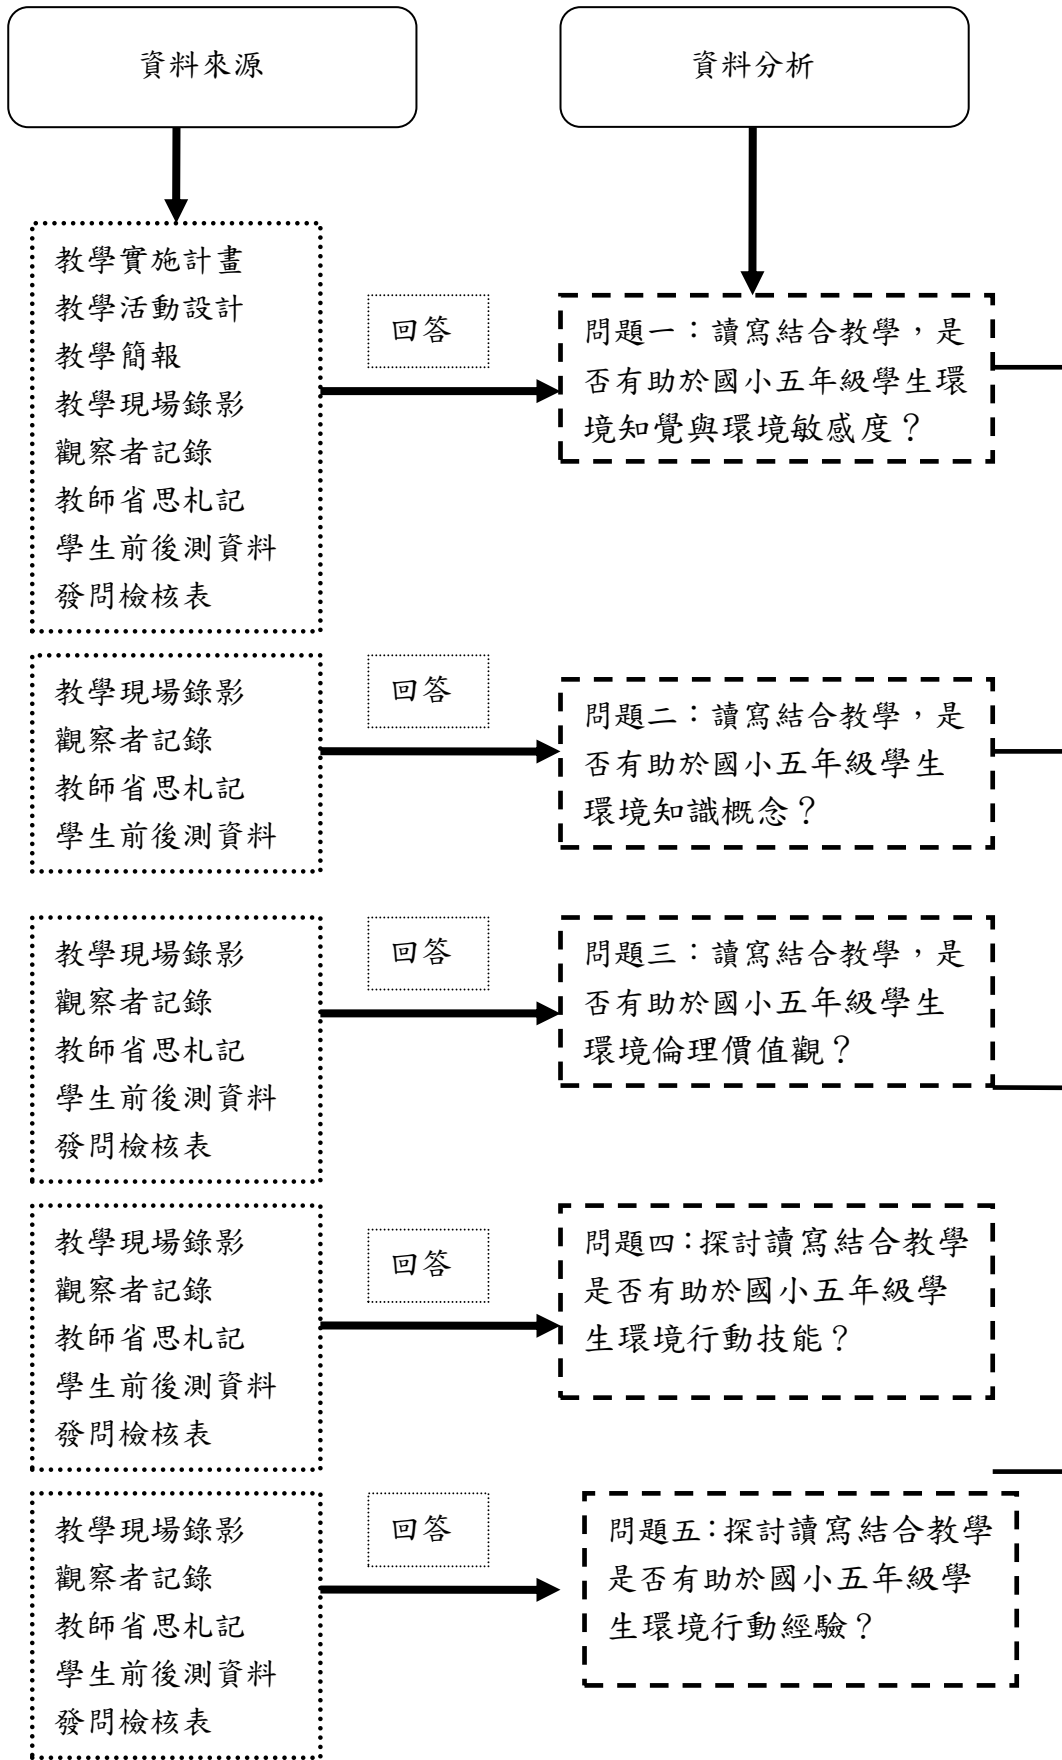 資料來源
資料分析
教學實施計畫
教學活動設計
教學簡報
教學現場錄影
觀察者記錄
教師省思札記
學生前後測資料
發問檢核表
回答
問題一：讀寫結合教學，是
否有助於國小五年級學生環
境知覺與環境敏感度？
教學現場錄影
觀察者記錄
教師省思札記
學生前後測資料
回答
問題二：讀寫結合教學，是
否有助於國小五年級學生
環境知識概念？
教學現場錄影
觀察者記錄
教師省思札記
學生前後測資料
發問檢核表
回答
問題三：讀寫結合教學，是
否有助於國小五年級學生
環境倫理價值觀？
教學現場錄影
觀察者記錄
教師省思札記
學生前後測資料
發問檢核表
回答
問題四：探討讀寫結合教學
是否有助於國小五年級學
生環境行動技能？
教學現場錄影
觀察者記錄
教師省思札記
學生前後測資料
發問檢核表
回答
問題五：探討讀寫結合教學
是否有助於國小五年級學
生環境行動經驗？